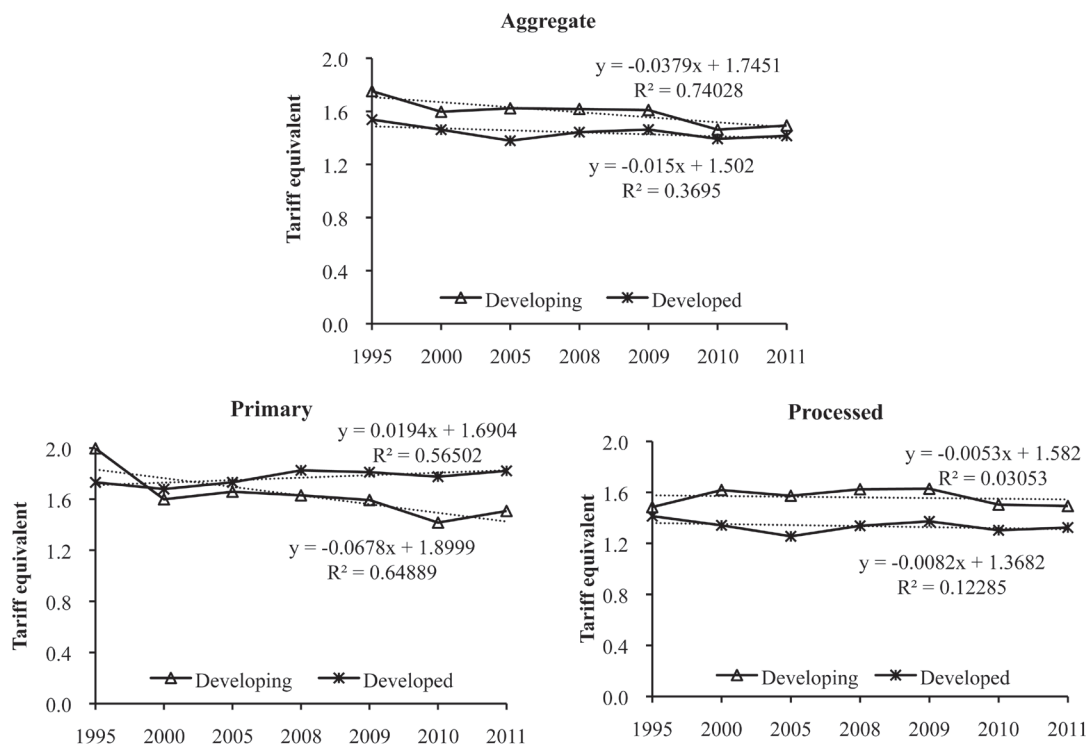 Aggregate
Tariff equivalent
2.0
1.6
1.2
0.8
0.4
0.0
y = -0.0379x + 1.7451
R² = 0.74028
y = -0.015x + 1.502
R² = 0.3695
Developing Developed
1995 2000 2005 2008 2009 2010 2011
Primary
Tariff equivalent
2.0
1.6
1.2
0.8
0.4
0.0
y = 0.0194x + 1.6904
R² = 0.56502
y = -0.0678x + 1.8999
R² = 0.64889
Developing Developed
1995 2000 2005 2008 2009 2010 2011
Processed
Tariff equivalent
2.0
1.6
1.2
0.8
0.4
0.0
y = -0.0053x + 1.582
R² = 0.03053
y = -0.0082x + 1.3682
R² = 0.12285
Developing Developed
1995 2000 2005 2008 2009 2010 2011